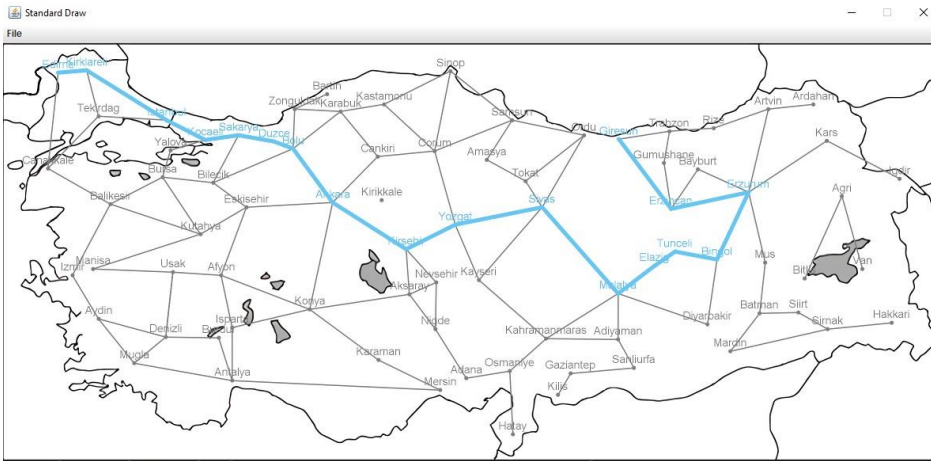 Standard Draw
File
Sinop
Edirne
Kirklareli
Bartin
Zonguldak
Karabuk
Kastamonu
Tekirdag
Istanbul
Kocaeli
Sakarya
Duzce
Bolu
Samsun
Ordu
Giresun
Trabzon
Rize
Artvin
Ardahan
Kars
Yalova
Cankiri
Corum
Amasya
Gumushane
Bayburt
Canakkale
Bursa
Bilecik
Tokat
Erzurum
Igdir
Balikesir
Eskisehir
Ankara
Kirikkale
Sivas
Erzincan
Agri
Kutahya
Yozgat
Kirsehir
Tunceli
Elazig
Bingol
Mus
Van
Manisa
Izmir
Usak
Afyon
Nevsehir
Aksaray
Kayseri
Malatya
Bitlis
Aydin
Konya
Isparta
Burdur
Denizli
Nigde
Kahramanmaras
Adiyaman
Diyarbakir
Batman
Siirt
Sirnak
Hakkari
Mardin
Mugla
Antalya
Karaman
Mersin
Adana
Osmaniye
Gaziantep
Sanliurfa
Kilis
Hatay